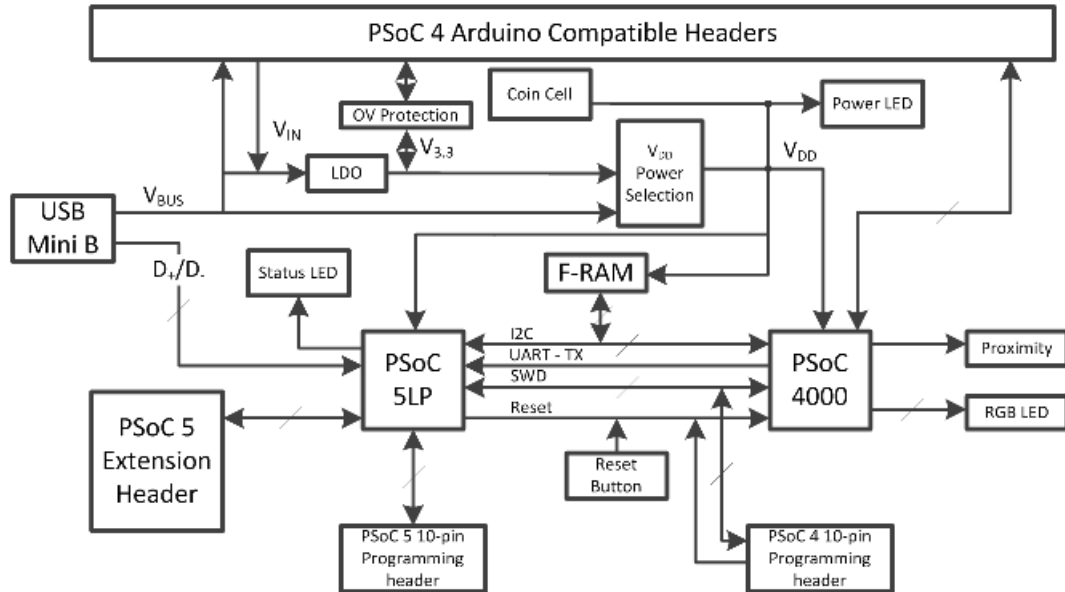 PSoC 4 Arduino Compatible Headers
Coin Cell
Power LED
OV Protection
VIN
V3.3
LDO
VDD
Power
Selection
VDD
VBUS
USB
Mini B
D+/D-
Status LED
F-RAM
I2C
UART - TX
SWD
Reset
PSoC
5LP
PSoC
4000
Proximity
RGB LED
PSoC 5
Extension
Header
Reset
Button
PSoC 5 10-pin
Programming
header
PSoC 4 10-pin
Programming
header